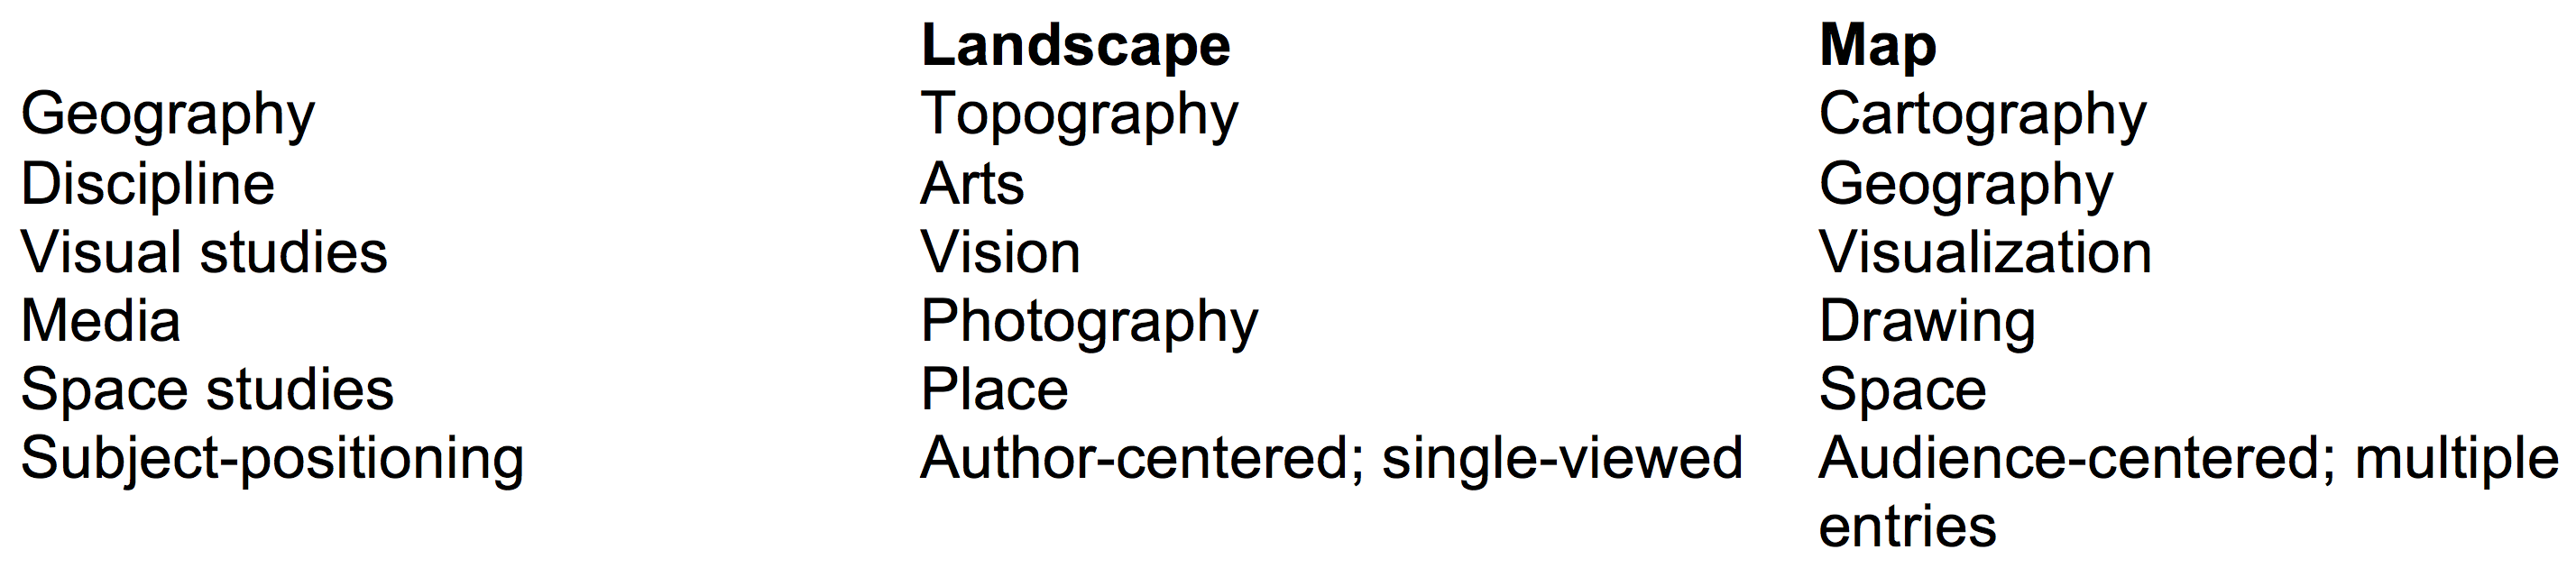 Landscape Map
Geography Topography Cartography
Discipline Arts Geography
Visual studies Vision Visualization
Media Photography Drawing
Space studies Place Space
Subject-positioning Author-centered; single-viewed Audience-centered; multiple
entries